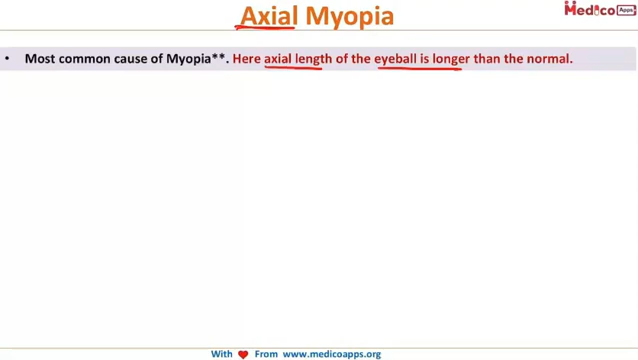 Axial Myopia
Medico Apps
• Most common cause of Myopia**. Here axial length of the eyeball is longer than the normal.
With ♥ From www.medicoapps.org